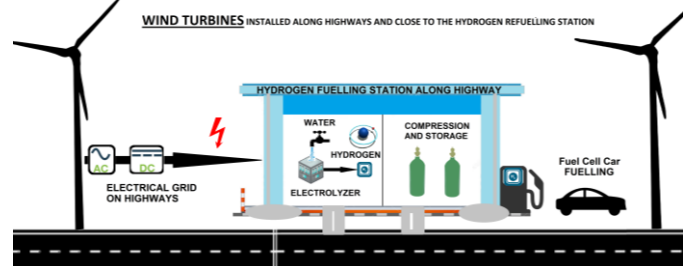 WIND TURBINES INSTALLED ALONG HIGHWAYS AND CLOSE TO THE HYDROGEN REFUELLING STATION
HYDROGEN FUELLING STATION ALONG HIGHWAY
WATER
HYDROGEN
ELECTROLYZER
COMPRESSION
AND STORAGE
AC
DC
ELECTRICAL GRID
ON HIGHWAYS
Fuel Cell Car
FUELLING